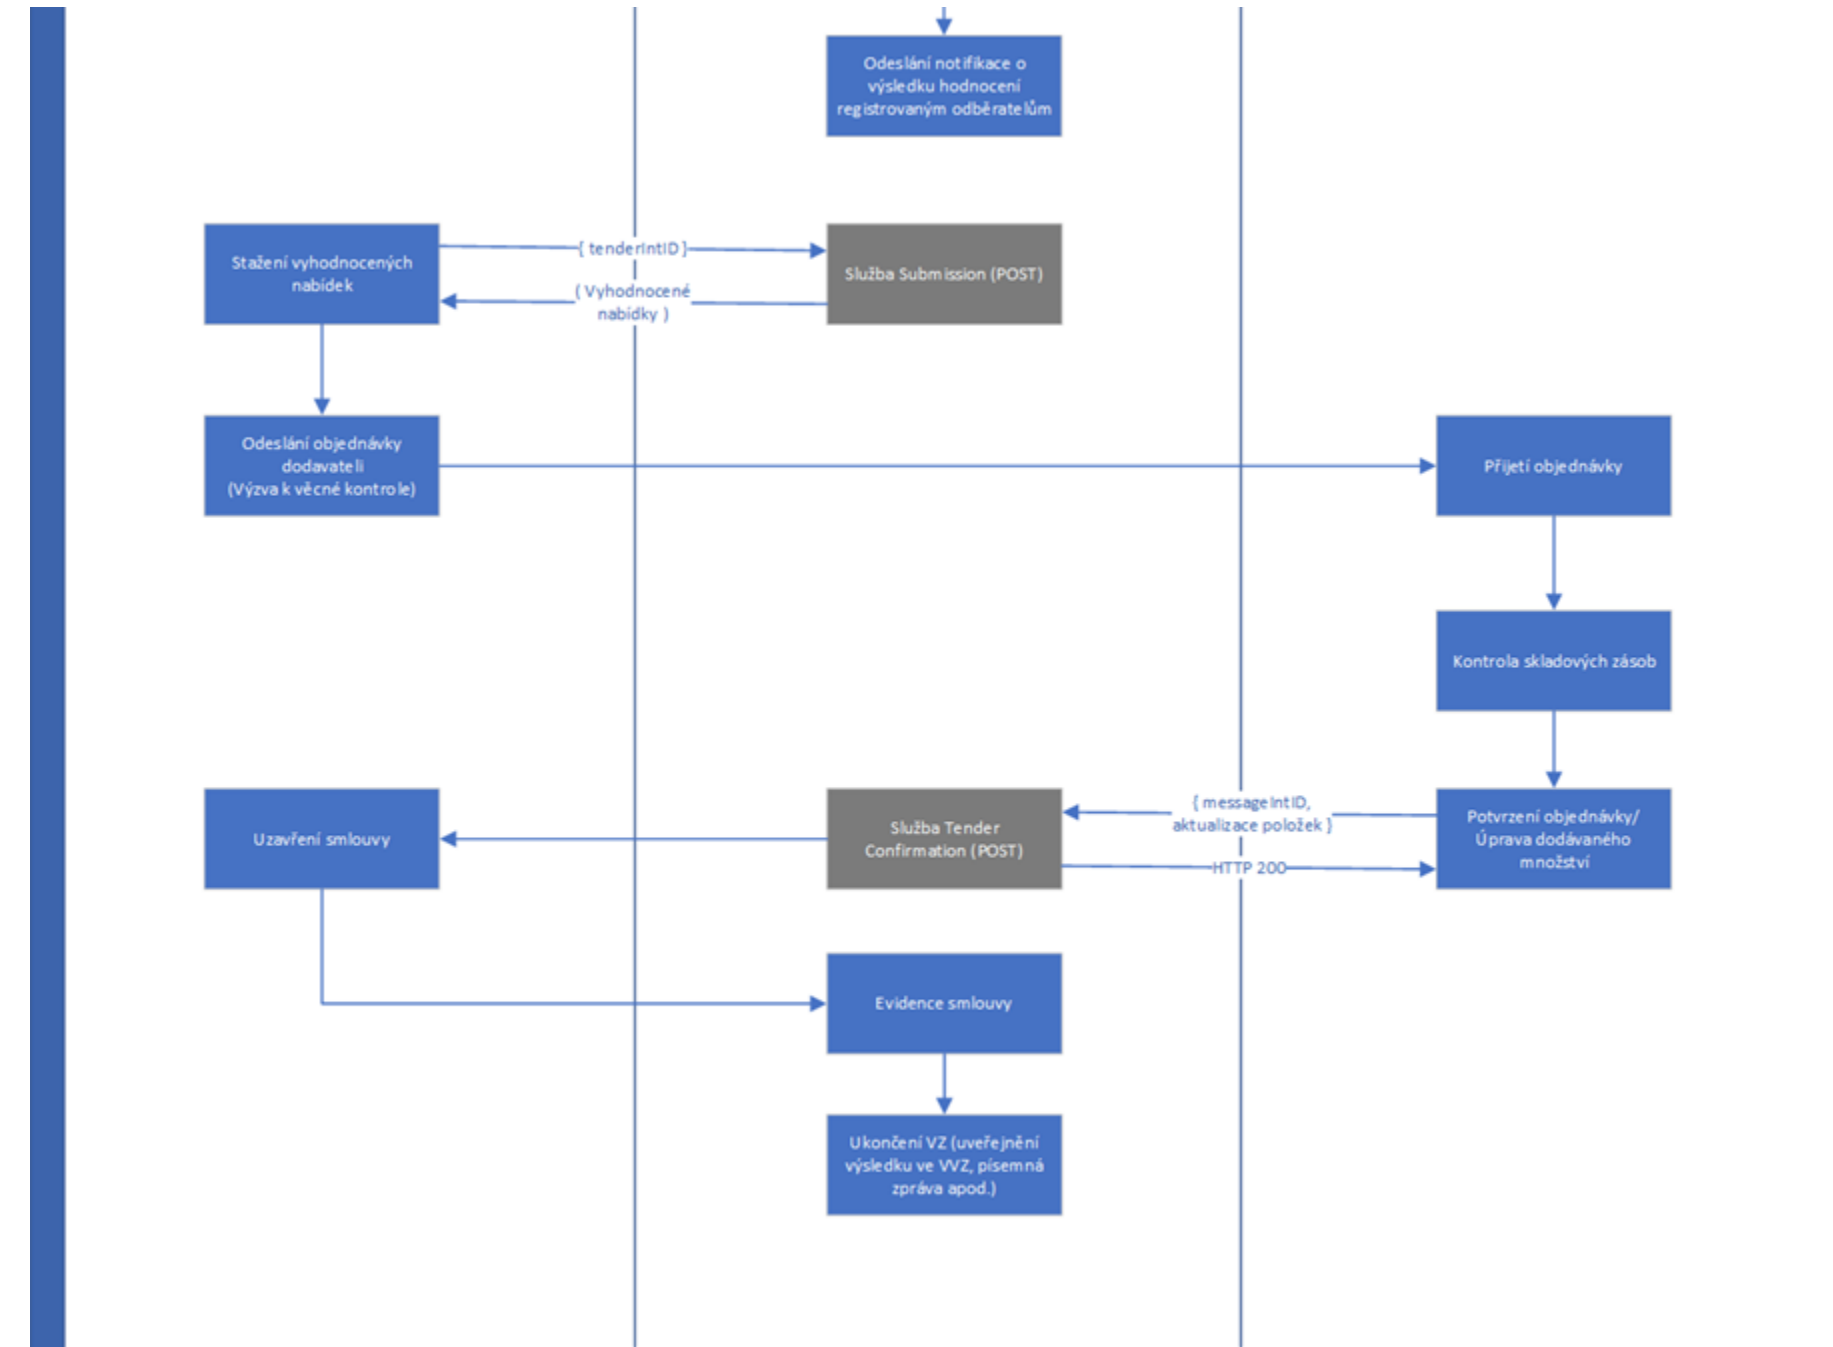 Odeslání notifikace o
výsledku hodnocení
registrovaným odběratelům
Stažení vyhodnocených
nabídek
{ tenderIntID }
( Vyhodnocené
nabídky )
Služba Submission (POST)
Odeslání objednávky
dodavateli
(Výzva k věcné kontrole)
Přijetí objednávky
Kontrola skladových zásob
Uzavření smlouvy
Služba Tender
Confirmation (POST)
{ messageIntID,
aktualizace položek }
HTTP 200
Potvrzení objednávky/
Úprava dodávaného
množství
Evidence smlouvy
Ukončení VZ (uveřejnění
výsledku ve VVZ, písemná
zpráva apod.)